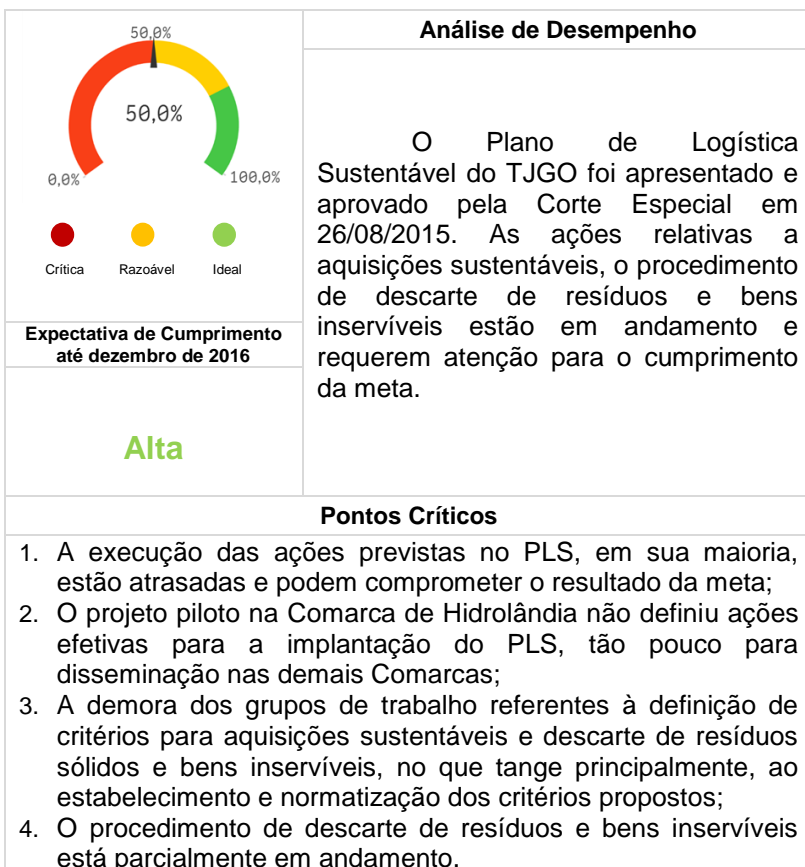 50,0%
50,0%
0,0%
100,0%
Crítica Razoável Ideal
Expectativa de Cumprimento
até dezembro de 2016
Alta
Análise de Desempenho
O Plano de Logística
Sustentável do TJGO foi apresentado e
aprovado pela Corte Especial em
26/08/2015. As ações relativas a
aquisições sustentáveis, o procedimento
de descarte de resíduos e bens
inservíveis estão em andamento e
requerem atenção para o cumprimento
da meta.
Pontos Críticos
1. A execução das ações previstas no PLS, em sua maioria,
estão atrasadas e podem comprometer o resultado da meta;
2. O projeto piloto na Comarca de Hidrolândia não definiu ações
efetivas para a implantação do PLS, tão pouco para
disseminação nas demais Comarcas;
3. A demora dos grupos de trabalho referentes à definição de
critérios para aquisições sustentáveis e descarte de resíduos
sólidos e bens inservíveis, no que tange principalmente, ao
estabelecimento e normatização dos critérios propostos;
4. O procedimento de descarte de resíduos e bens inservíveis
está parcialmente em andamento.